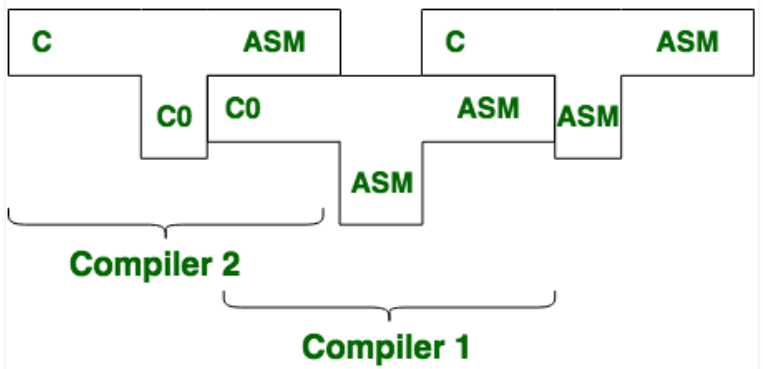 C ASM C ASM
C0 C0 ASM ASM
ASM
Compiler 2
Compiler 1